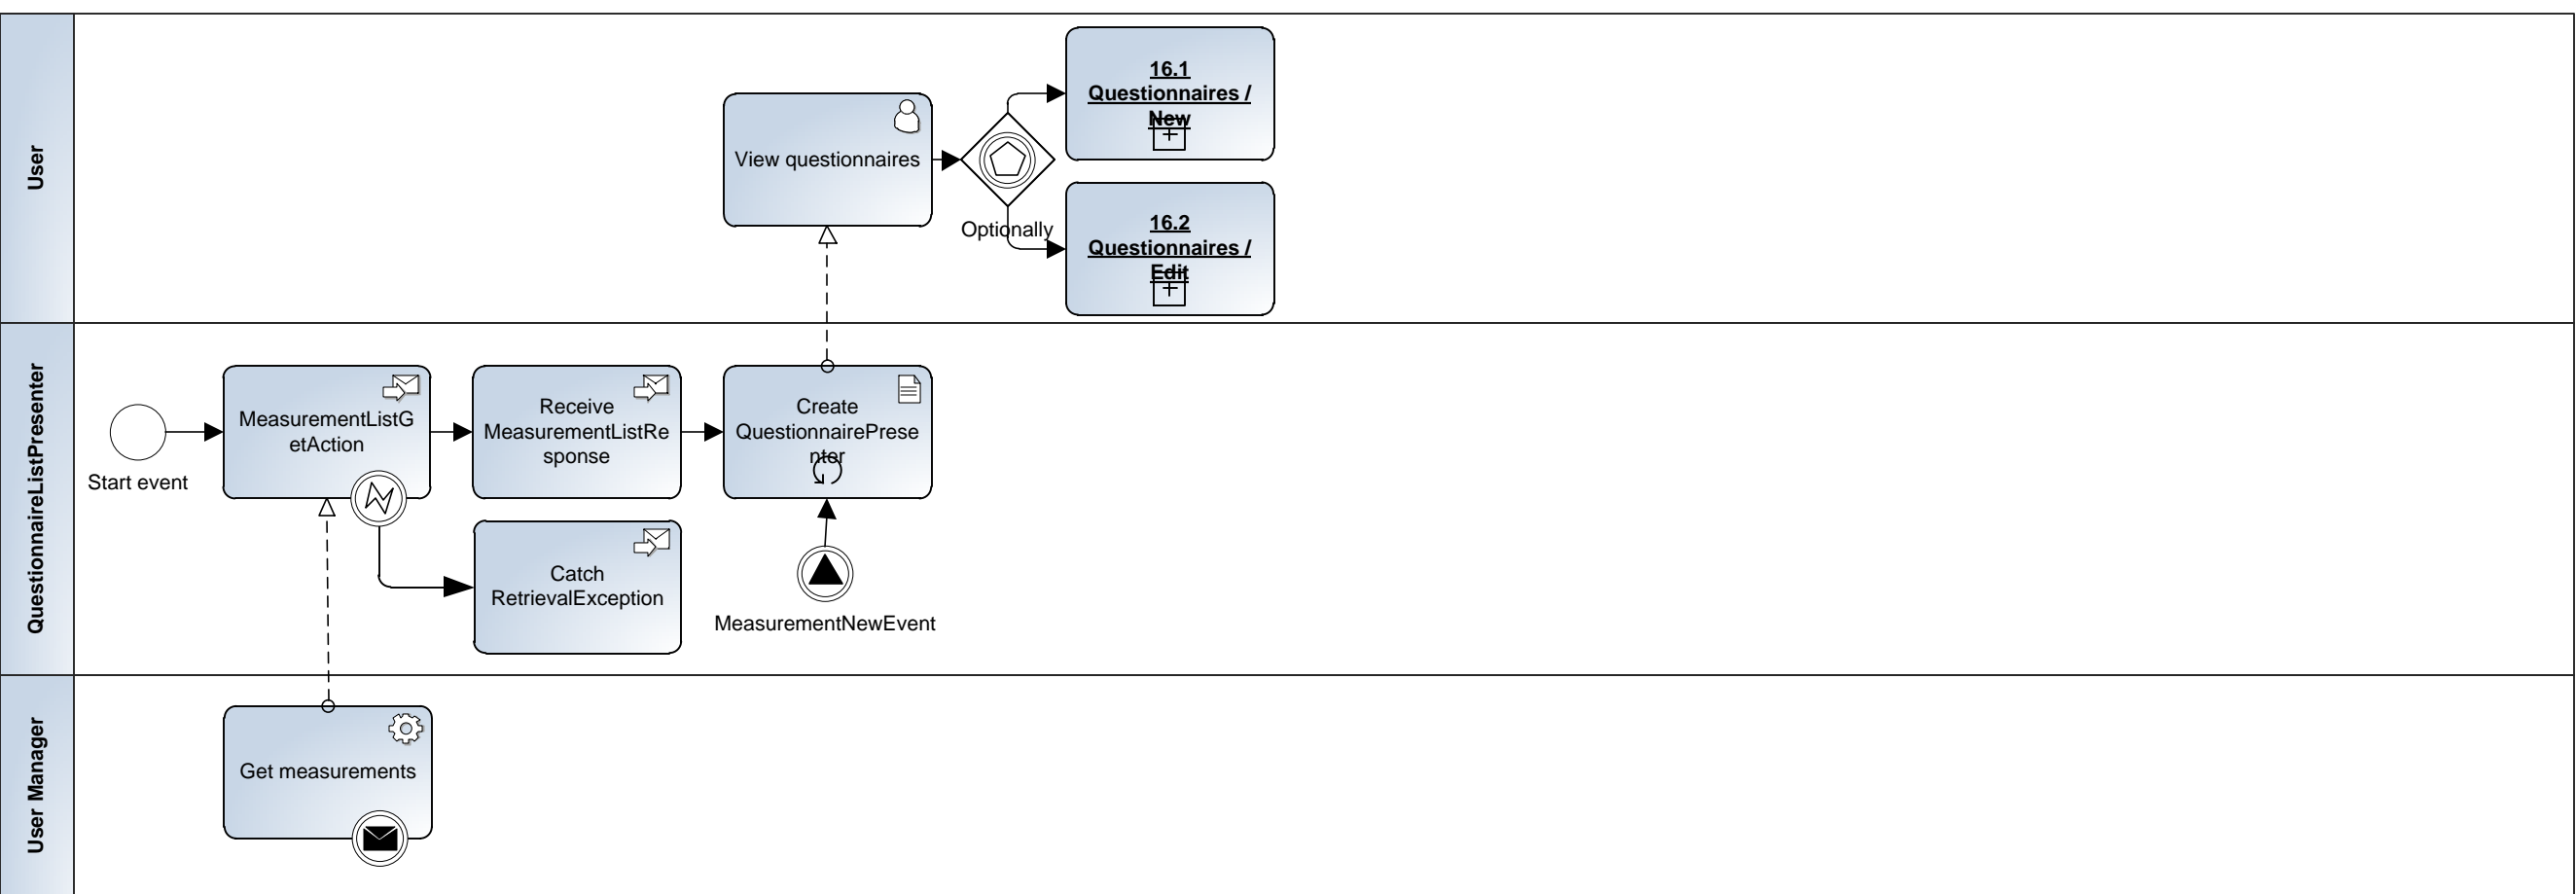 User
View questionnaires
Optionally
16.1
Questionnaires /
New
16.2
Questionnaires /
Edit
QuestionnaireListPresenter
Start event
MeasurementListG
etAction
Receive
MeasurementListRe
sponse
Create
QuestionnairePrese
nter
Catch
RetrievalException
MeasurementNewEvent
User Manager
Get measurements